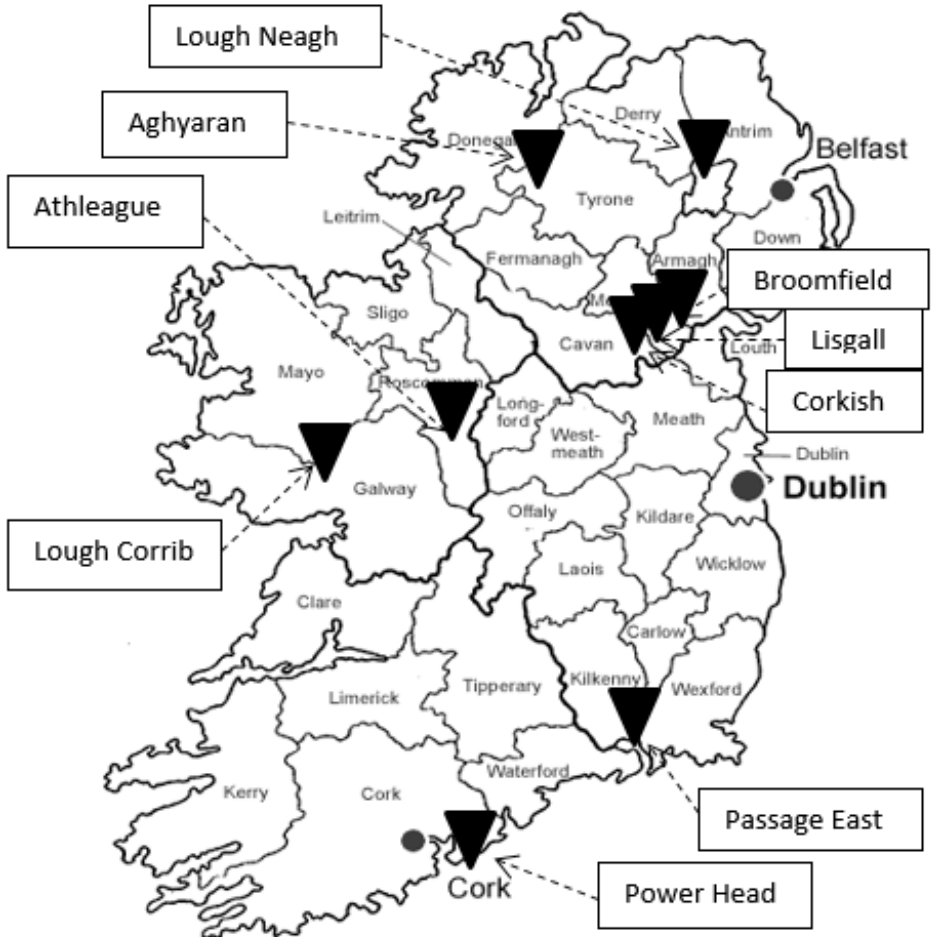 Lough Neagh
Aghyaran
Athleague
Derry
Donegal
Belfast
Tyrone
Leitrim
Down
Fermanagh
Armagh
Broomfield
Sligo
Cavan
Lisgall
Louth
Mayo
Corkish
Long-
ford
Meath
West-
meath
Dublin
Galway
Dublin
Offaly
Kildare
Lough Corrib
Laois
Wicklow
Clare
Carlow
Kilkenny
Wexford
Limerick
Tipperary
Waterford
Kerry
Cork
Passage East
Cork
Power Head